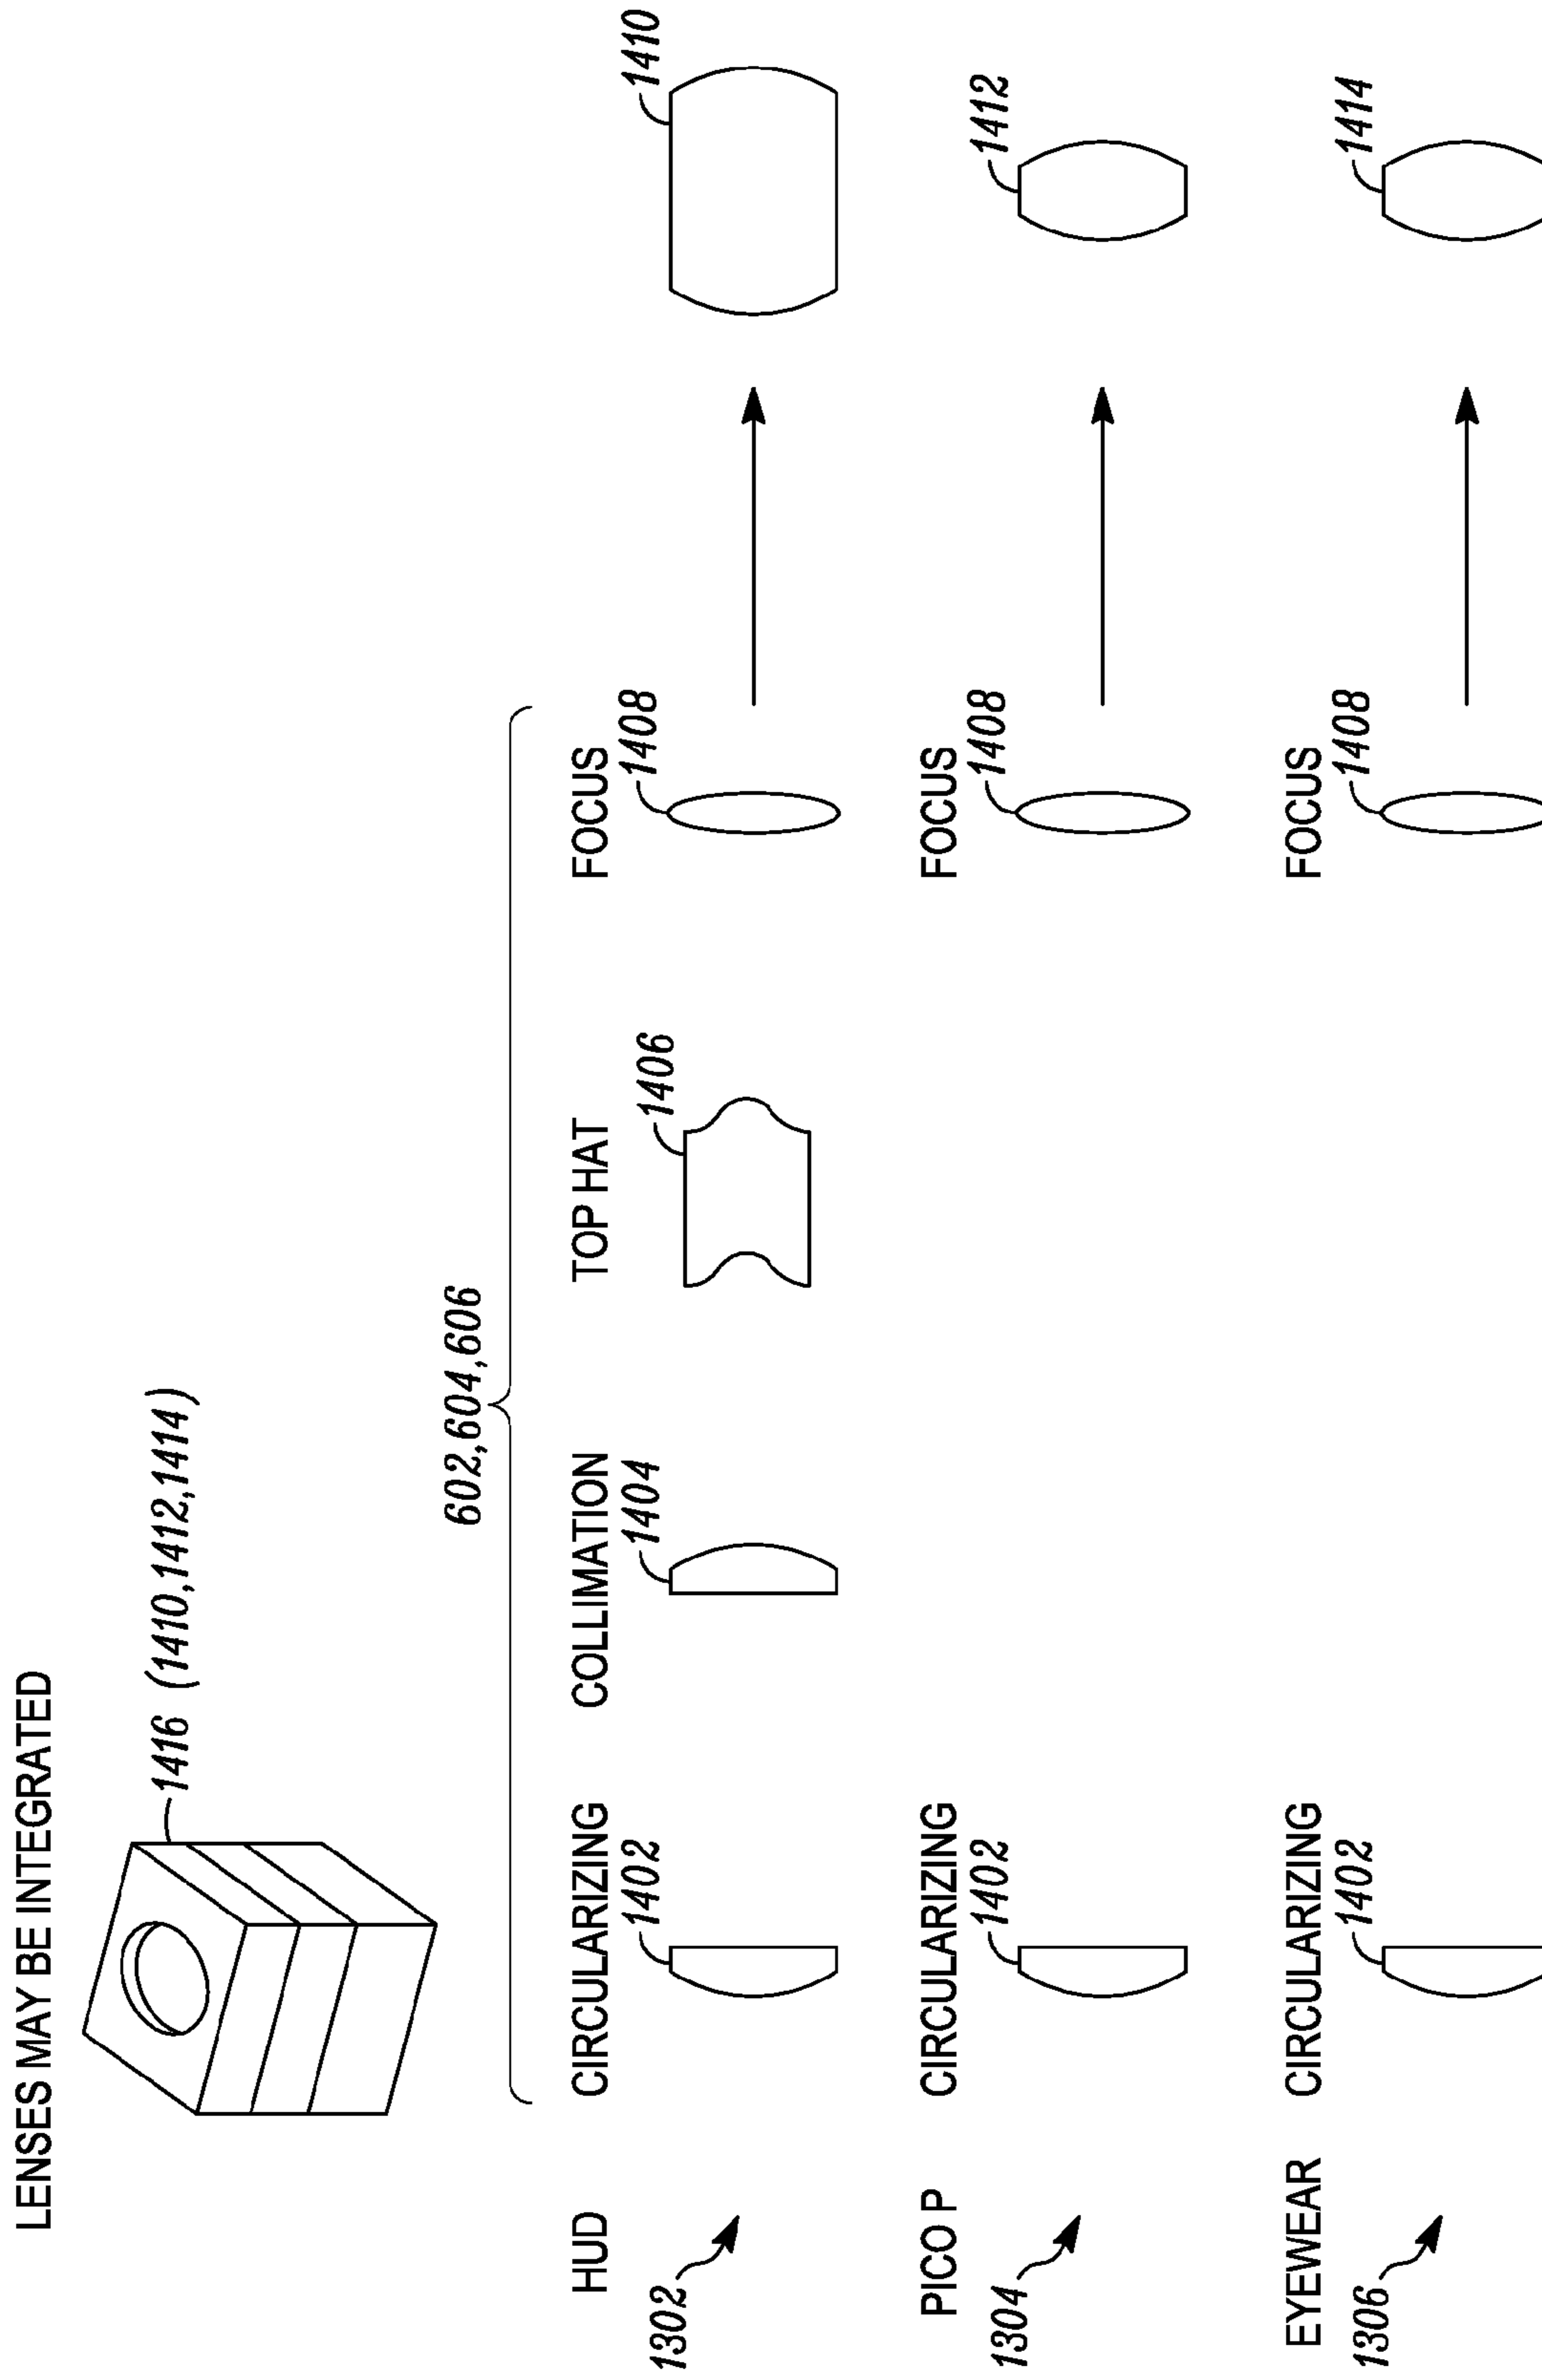 LENSES MAY BE INTEGRATED
1416 (1410,1412,1414)
602,604,606
HUD CIRCULARIZING COLLIMATION TOP HAT FOCUS
1302 1402 1404 1406 1408 1410
PICO P CIRCULARIZING FOCUS
1304 1402 1408 1412
EYEWEAR CIRCULARIZING FOCUS
1306 1402 1408 1414